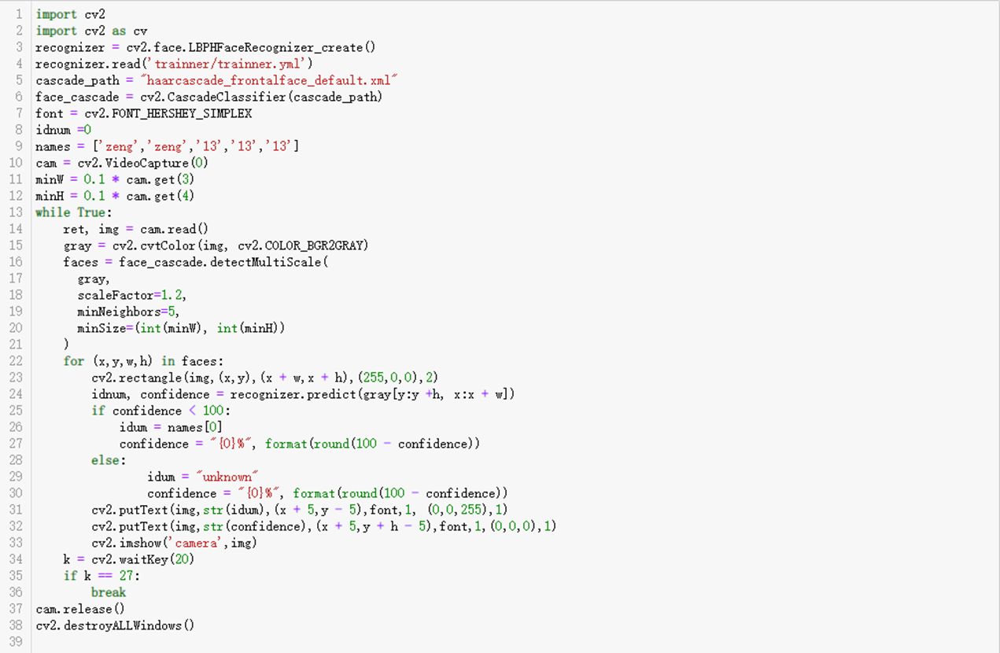 1 import cv2
2 import cv2 as cv
3 recognizer = cv2.face.LBPHFaceRecognizer_create()
4 recognizer.read('trainner/trainner.yml')
5 cascade_path = "haarcascade_frontalface_default.xml"
6 face_cascade = cv2.CascadeClassifier(cascade_path)
7 font = cv2.FONT_HERSHEY_SIMPLEX
8 idnum =0
9 names = ['zeng','zeng','13','13','13']
10 cam = cv2.VideoCapture(0)
11 minW = 0.1 * cam.get(3)
12 minH = 0.1 * cam.get(4)
13 while True:
14     ret, img = cam.read()
15     gray = cv2.cvtColor(img, cv2.COLOR_BGR2GRAY)
16     faces = face_cascade.detectMultiScale(
17       gray,
18       scaleFactor=1.2,
19       minNeighbors=5,
20       minSize=(int(minW), int(minH))
21     )
22     for (x,y,w,h) in faces:
23         cv2.rectangle(img,(x,y),(x + w,x + h),(255,0,0),2)
24         idnum, confidence = recognizer.predict(gray[y:y +h, x:x + w])
25         if confidence < 100:
26             idum = names[0]
27             confidence = "{0}%", format(round(100 - confidence))
28         else:
29                 idum = "unknown"
30                 confidence = "{0}%", format(round(100 - confidence))
31         cv2.putText(img,str(idum),(x + 5,y - 5),font,1, (0,0,255),1)
32         cv2.putText(img,str(confidence),(x + 5,y + h - 5),font,1,(0,0,0),1)
33         cv2.imshow('camera',img)
34     k = cv2.waitKey(20)
35     if k == 27:
36         break
37 cam.release()
38 cv2.destroyALLWindows()
39